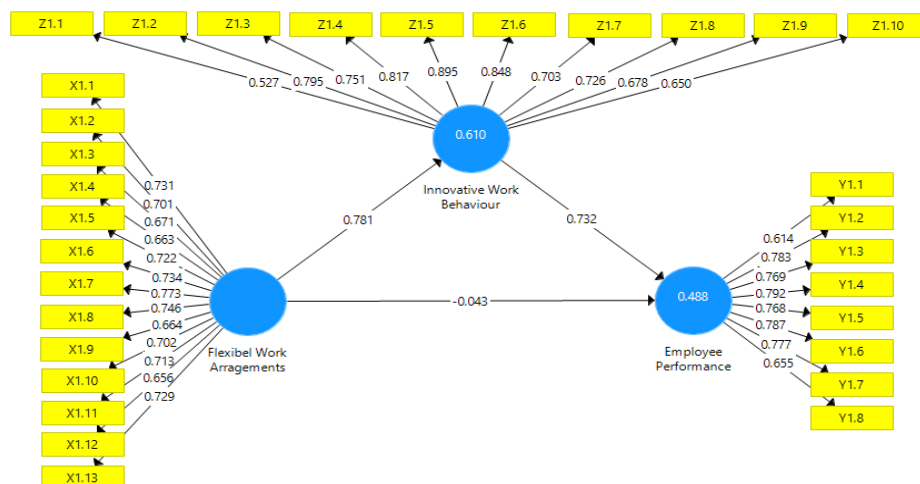 Z1.1
Z1.2
Z1.3
Z1.4
Z1.5
Z1.6
Z1.7
Z1.8
Z1.9
Z1.10
0.527
0.795
0.751
0.817
0.895
0.848
0.703
0.726
0.678
0.650
0.610
Innovative Work
Behaviour
X1.1
X1.2
X1.3
X1.4
X1.5
X1.6
X1.7
X1.8
X1.9
X1.10
X1.11
X1.12
X1.13
0.731
0.701
0.671
0.663
0.722
0.734
0.773
0.746
0.664
0.702
0.713
0.656
0.729
Flexibel Work
Arragements
0.781
0.732
-0.043
0.488
Employee
Performance
0.614
0.783
0.769
0.792
0.768
0.787
0.777
0.655
Y1.1
Y1.2
Y1.3
Y1.4
Y1.5
Y1.6
Y1.7
Y1.8